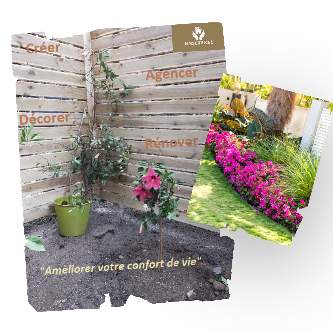 Créer
Agencer
Décorer
Rénover
"Améliorer votre confort de vie"